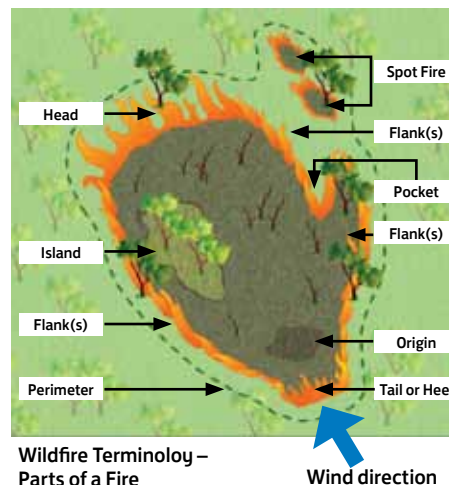 Spot Fire
Head
Flank(s)
Pocket
Flank(s)
Island
Flank(s)
Origin
Perimeter
Tail or Hee
Wildfire Terminoloy –
Parts of a Fire
Wind direction